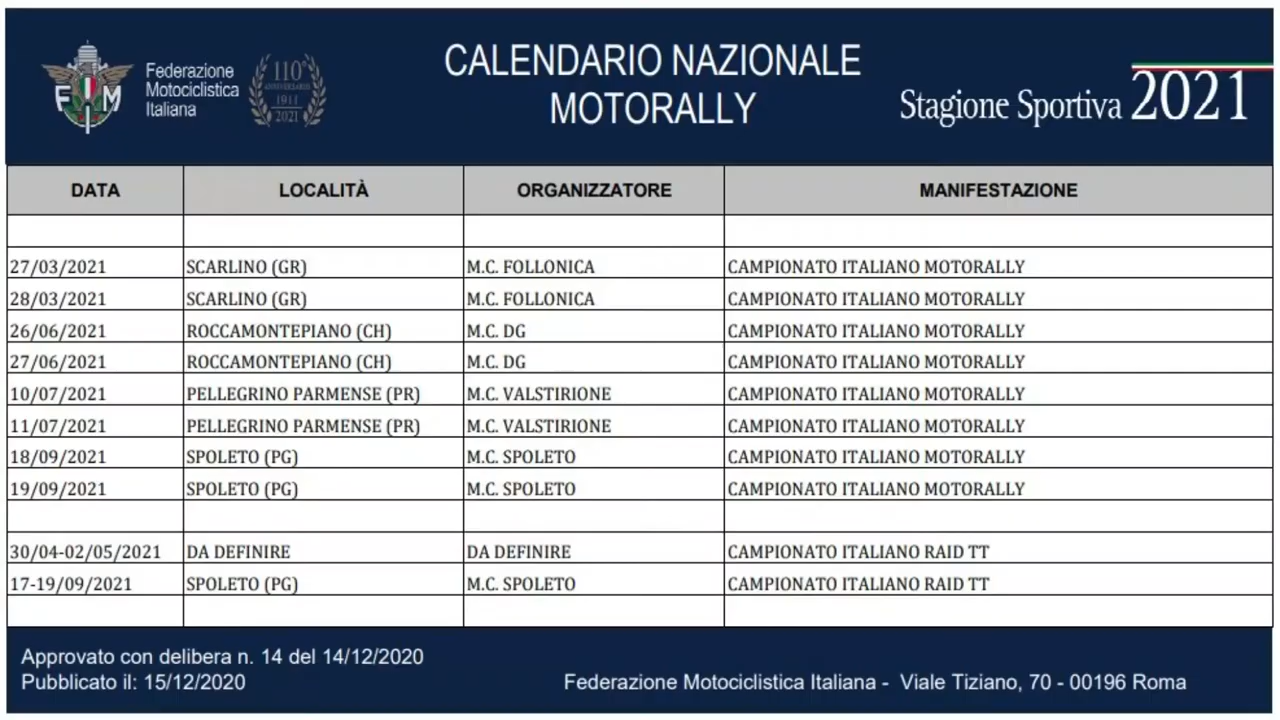 FIM
Federazione
Motociclistica
Italiana
110°
ANNIVERSARIO
1911
2021
CALENDARIO NAZIONALE
MOTORALLY
Stagione Sportiva 2021
DATA LOCALITÀ ORGANIZZATORE MANIFESTAZIONE
27/03/2021 SCARLINO (GR) M.C. FOLLONICA CAMPIONATO ITALIANO MOTORALLY
28/03/2021 SCARLINO (GR) M.C. FOLLONICA CAMPIONATO ITALIANO MOTORALLY
26/06/2021 ROCCAMONTEPIANO (CH) M.C. DG CAMPIONATO ITALIANO MOTORALLY
27/06/2021 ROCCAMONTEPIANO (CH) M.C. DG CAMPIONATO ITALIANO MOTORALLY
10/07/2021 PELLEGRINO PARMENSE (PR) M.C. VALSTIRIONE CAMPIONATO ITALIANO MOTORALLY
11/07/2021 PELLEGRINO PARMENSE (PR) M.C. VALSTIRIONE CAMPIONATO ITALIANO MOTORALLY
18/09/2021 SPOLETO (PG) M.C. SPOLETO CAMPIONATO ITALIANO MOTORALLY
19/09/2021 SPOLETO (PG) M.C. SPOLETO CAMPIONATO ITALIANO MOTORALLY
30/04-02/05/2021 DA DEFINIRE DA DEFINIRE CAMPIONATO ITALIANO RAID TT
17-19/09/2021 SPOLETO (PG) M.C. SPOLETO CAMPIONATO ITALIANO RAID TT
Approvato con delibera n. 14 del 14/12/2020
Pubblicato il: 15/12/2020 Federazione Motociclistica Italiana - Viale Tiziano, 70 - 00196 Roma